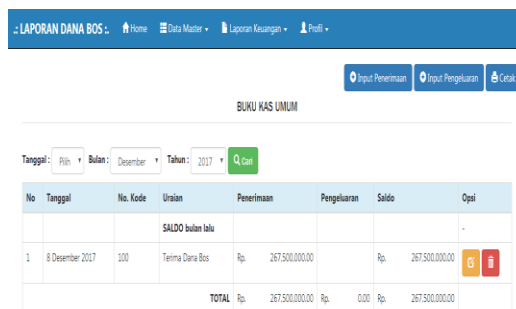 .: LAPORAN DANA BOS :. Home Data Master Laporan Keuangan Profil
Input Penerimaan Input Pengeluaran Cetak
BUKU KAS UMUM
Tanggal : Pilih Bulan : Desember Tahun : 2017 Cari
No Tanggal No. Kode Uraian Penerimaan Pengeluaran Saldo Opsi
SALDO bulan lalu -
1 8 Desember 2017 100 Terima Dana Bos Rp. 267,500,000.00 Rp. 267,500,000.00
TOTAL Rp. 267,500,000.00 Rp. 0.00 Rp. 267,500,000.00